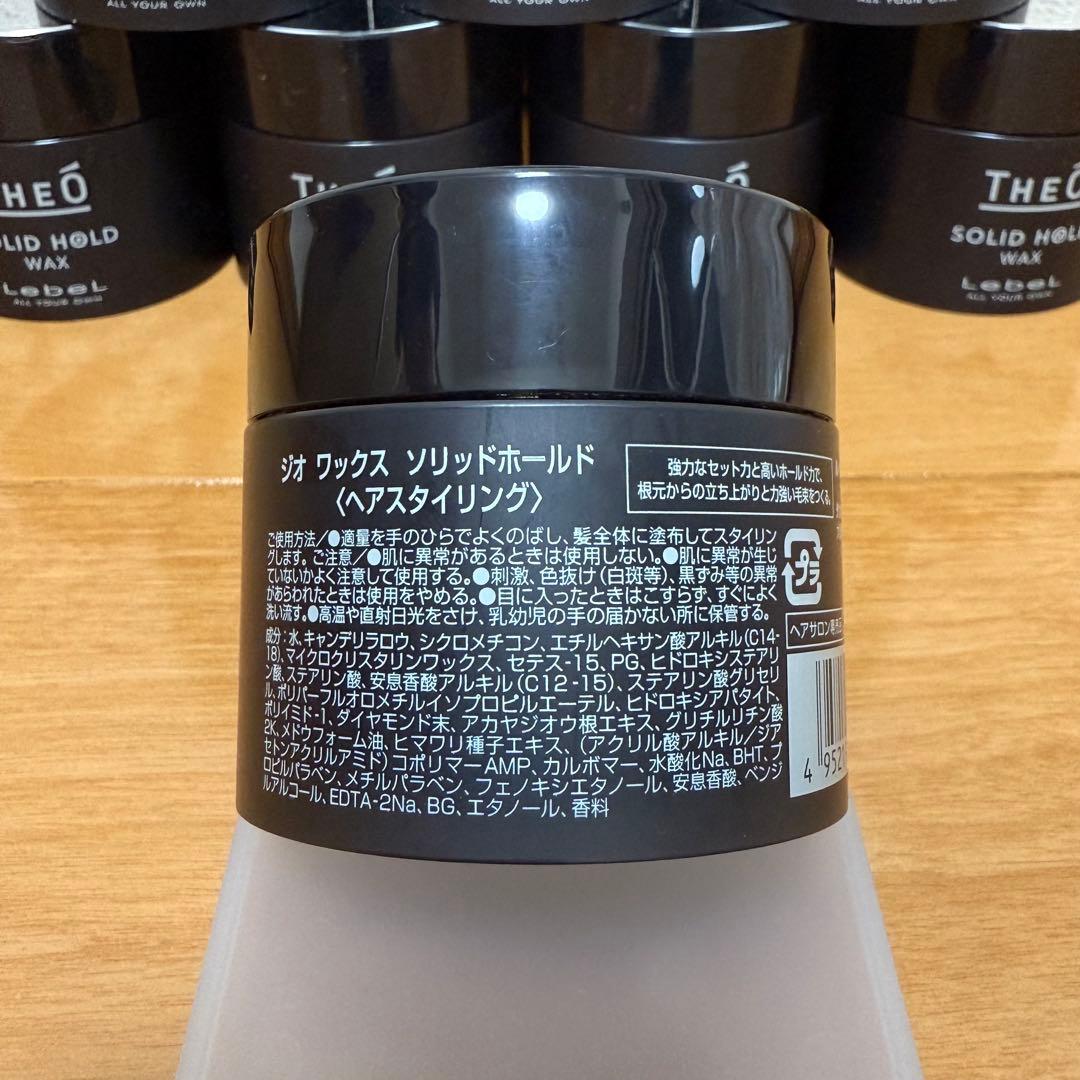 ALL YOUR OWN
ALL YOUR OWN
THEÓ
SOLID HOLD
WAX
LebeL
ALL YOUR OWN
THEÓ
SOLID HOLD
WAX
LebeL
ALL YOUR OWN
ジオ ワックス ソリッドホールド
〈ヘアスタイリング〉
強力なセット力と高いホールド力で、
根元からの立ち上がりと力強い毛束をつくる。
ご使用方法／●適量を手のひらでよくのばし、髪全体に塗布してスタイリン
グします。ご注意／●肌に異常があるときは使用しない。●肌に異常が生じ
ていないかよく注意して使用する。●刺激、色抜け(白斑等)、黒ずみ等の異常
があらわれたときは使用をやめる。●目に入ったときはこすらず、すぐによく
洗い流す。●高温や直射日光をさけ、乳幼児の手の届かない所に保管する。
成分：水、キャンデリラロウ、シクロメチコン、エチルヘキサン酸アルキル(C14-
18)、マイクロクリスタリンワックス、セテス-15、PG、ヒドロキシステアリ
ン酸、ステアリン酸、安息香酸アルキル(C12-15)、ステアリン酸グリセリ
ル、ポリパーフルオロメチルイソプロピルエーテル、ヒドロキシアパタイト、
ポリイミド-1、ダイヤモンド末、アカヤジオウ根エキス、グリチルリチン酸
2K、メドウフォーム油、ヒマワリ種子エキス、(アクリル酸アルキル／ジア
セトンアクリルアミド)コポリマーAMP、カルボマー、水酸化Na、BHT、プ
ロピルパラベン、メチルパラベン、フェノキシエタノール、安息香酸、ベンジ
ルアルコール、EDTA-2Na、BG、エタノール、香料
プラ
ヘアサロン専用品
4 952